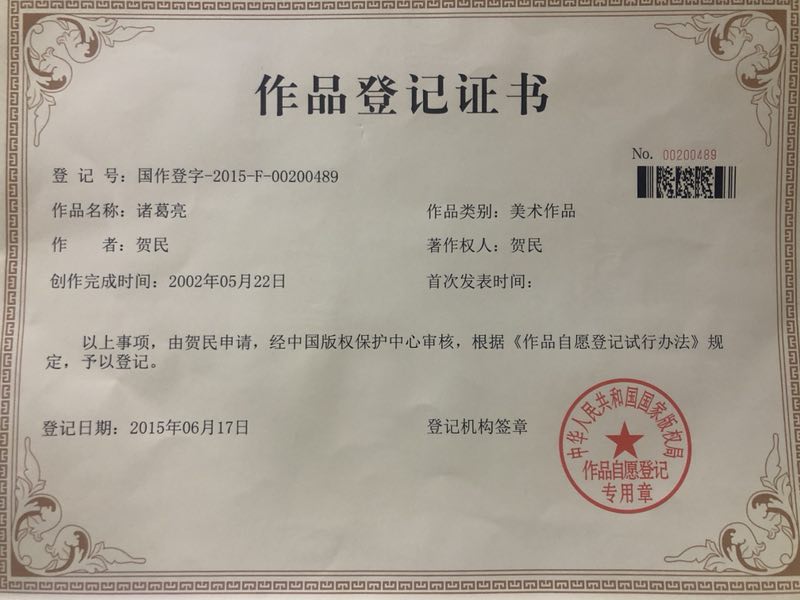 作品登记证书
No. 00200489
登 记 号：国作登字-2015-F-00200489
作品名称：诸葛亮
作品类别：美术作品
作 者：贺民
著作权人：贺民
创作完成时间：2002年05月22日
首次发表时间：
以上事项，由贺民申请，经中国版权保护中心审核，根据《作品自愿登记试行办法》规
定，予以登记。
登记日期：2015年06月17日
登记机构签章
中华人民共和国国家版权局
作品自愿登记
专用章